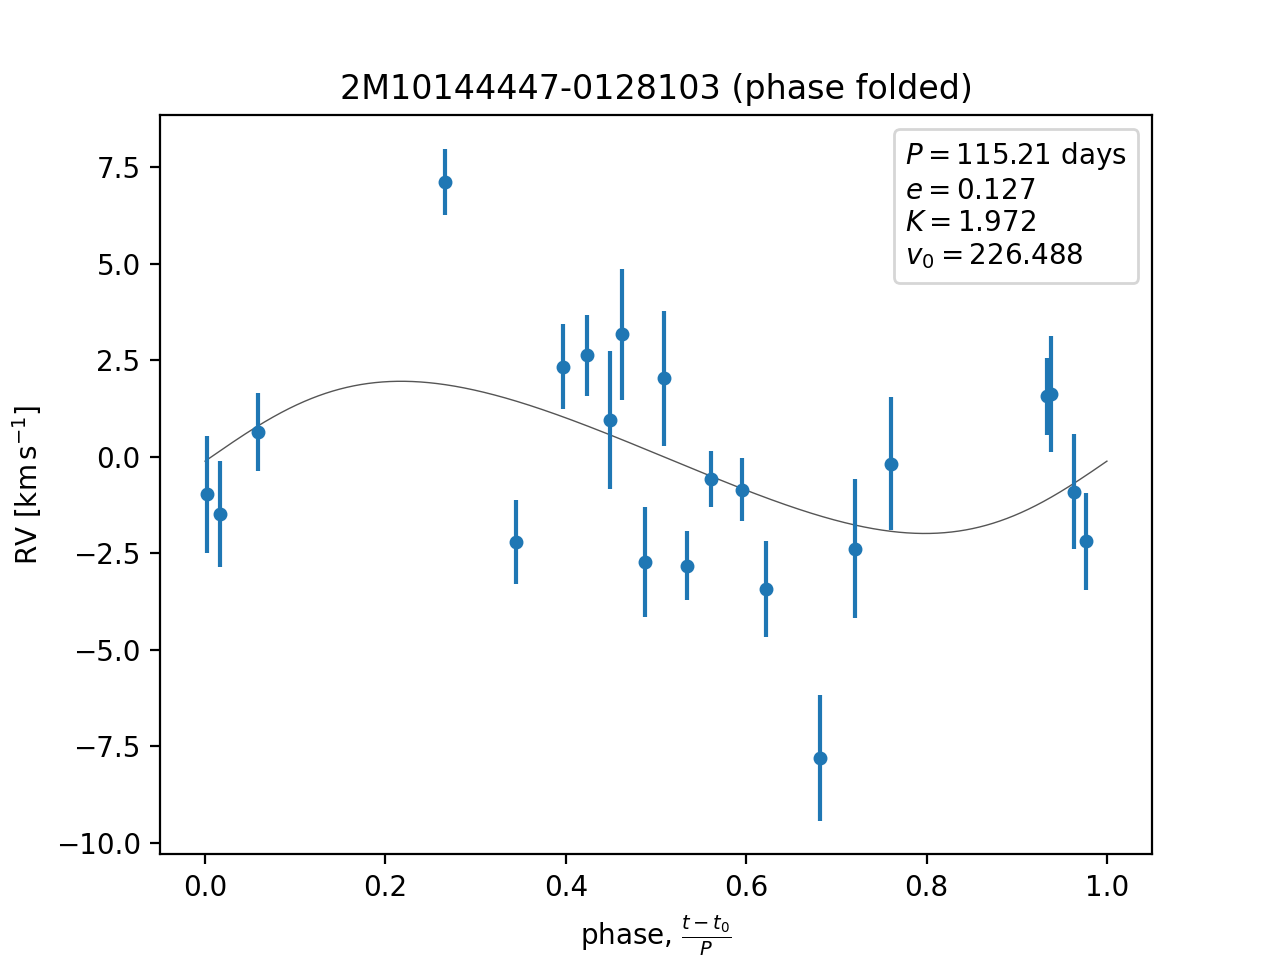 2M10144447-0128103 (phase folded)
P = 115.21 days
e = 0.127
K = 1.972
v₀ = 226.488
RV [km s⁻¹]
7.5
5.0
2.5
0.0
−2.5
−5.0
−7.5
−10.0
0.0 0.2 0.4 0.6 0.8 1.0
phase, (t − t₀)/P